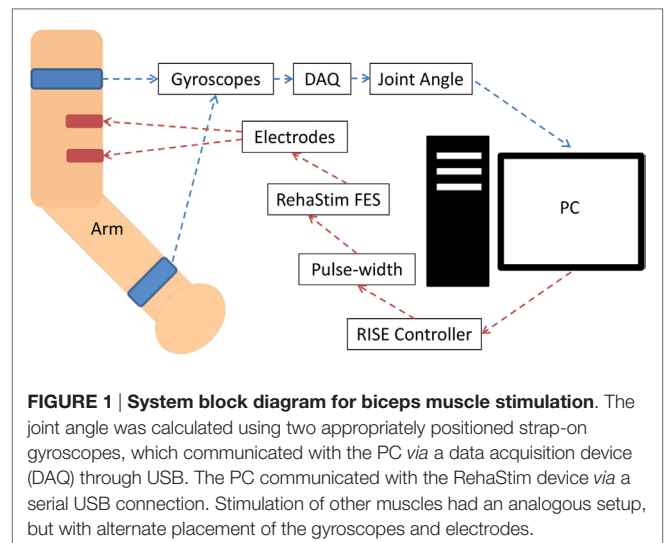 Gyroscopes
DAQ
Joint Angle
Electrodes
RehaStim FES
PC
Arm
Pulse-width
RISE Controller
FIGURE 1 | System block diagram for biceps muscle stimulation. The
joint angle was calculated using two appropriately positioned strap-on
gyroscopes, which communicated with the PC via a data acquisition device
(DAQ) through USB. The PC communicated with the RehaStim device via a
serial USB connection. Stimulation of other muscles had an analogous setup,
but with alternate placement of the gyroscopes and electrodes.